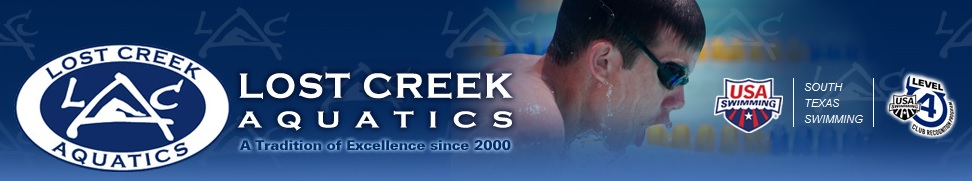 LOST CREEK
LAC
AQUATICS
LOST CREEK
AQUATICS
A Tradition of Excellence since 2000
USA
SWIMMING
SOUTH
TEXAS
SWIMMING
LEVEL
4
USA
SWIMMING
CLUB RECOGNITION